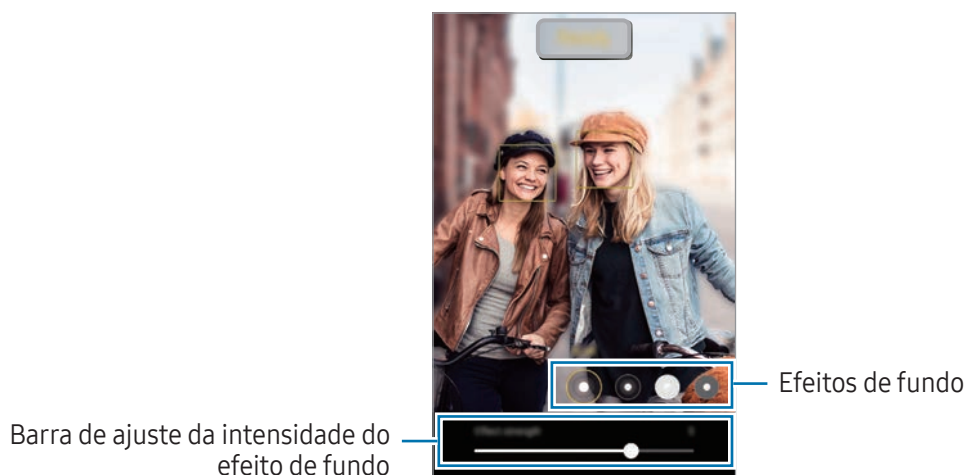 Efeitos de fundo
Barra de ajuste da intensidade do
efeito de fundo